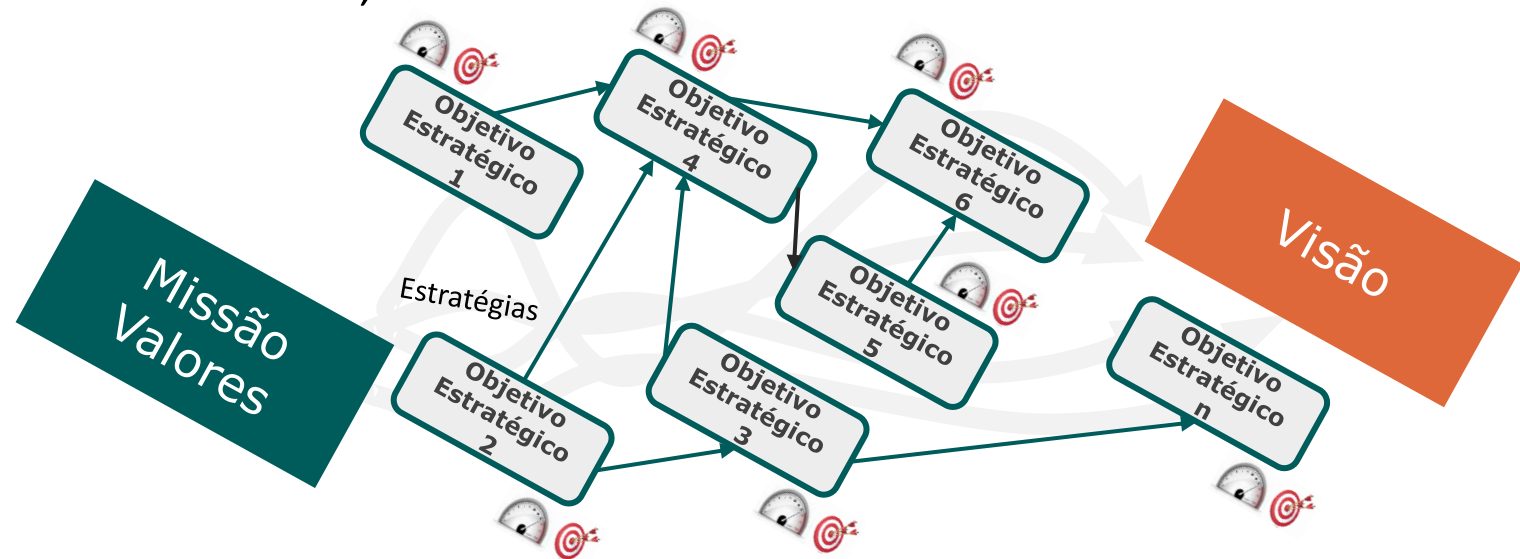 Objetivo
Estratégico
1
Objetivo
Estratégico
4
Objetivo
Estratégico
6
Visão
Missão
Valores
Estratégias
Objetivo
Estratégico
5
Objetivo
Estratégico
2
Objetivo
Estratégico
3
Objetivo
Estratégico
n